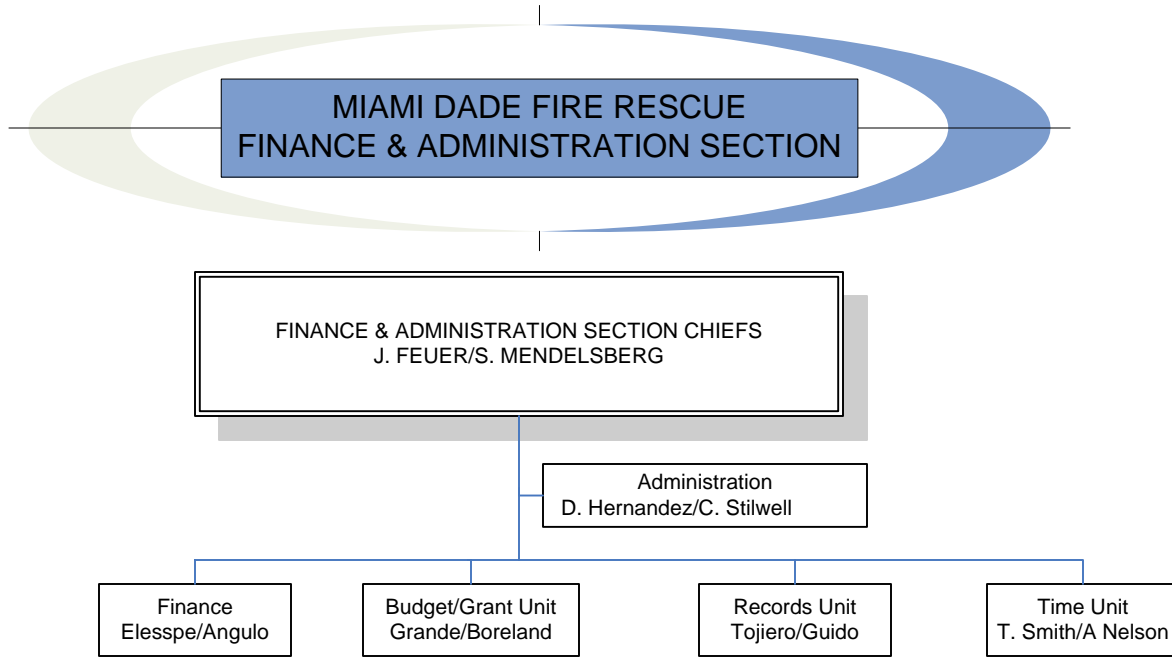 MIAMI DADE FIRE RESCUE
FINANCE & ADMINISTRATION SECTION
FINANCE & ADMINISTRATION SECTION CHIEFS
J. FEUER/S. MENDELSBERG
Administration
D. Hernandez/C. Stilwell
Finance
Elesspe/Angulo
Budget/Grant Unit
Grande/Boreland
Records Unit
Tojiero/Guido
Time Unit
T. Smith/A Nelson